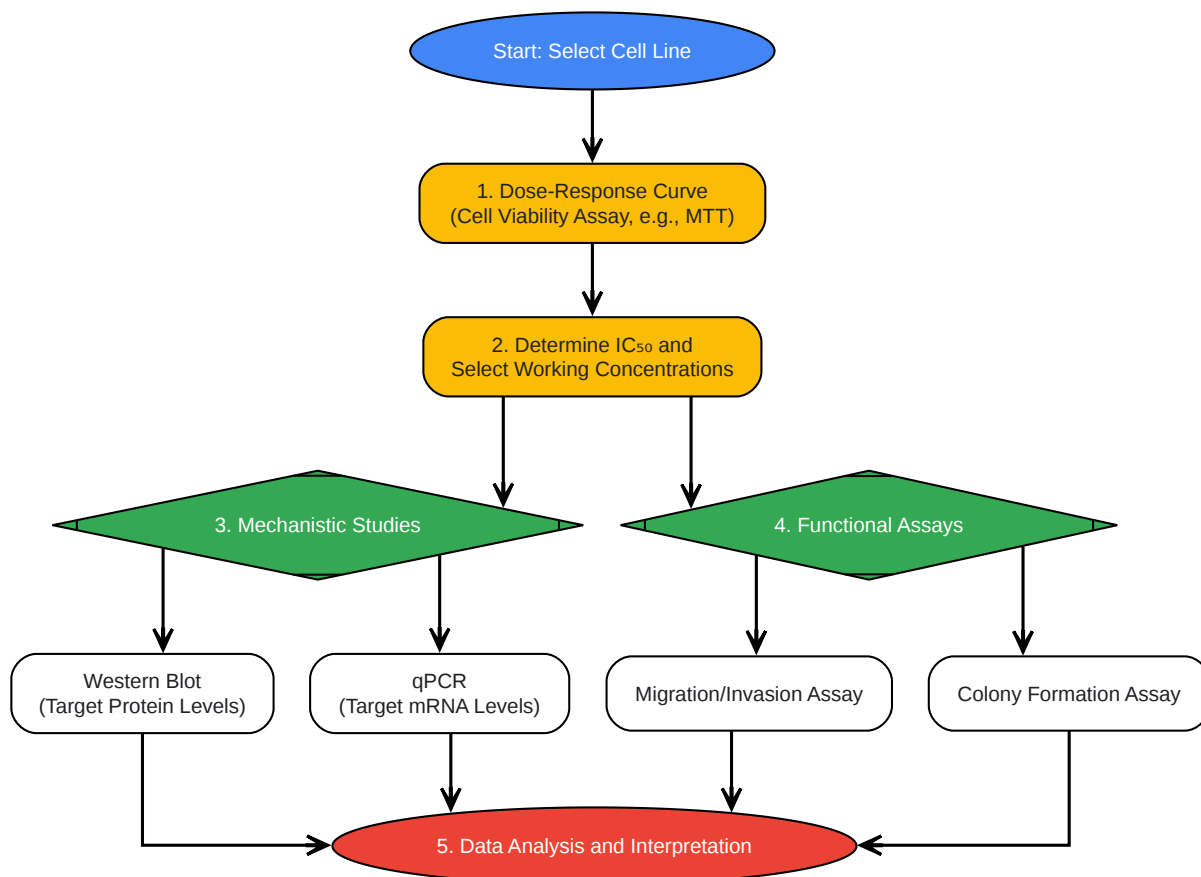 Start: Select Cell Line
1. Dose-Response Curve
(Cell Viability Assay, e.g., MTT)
2. Determine IC₅₀ and
Select Working Concentrations
3. Mechanistic Studies
4. Functional Assays
Western Blot
(Target Protein Levels)
qPCR
(Target mRNA Levels)
Migration/Invasion Assay
Colony Formation Assay
5. Data Analysis and Interpretation